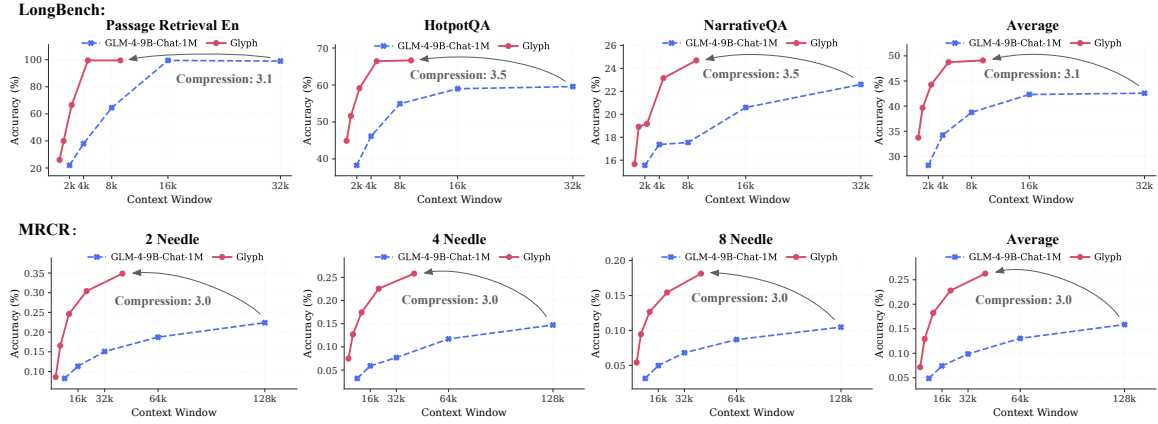 LongBench:
Passage Retrieval En
GLM-4-9B-Chat-1M Glyph
Accuracy (%)
100
80
60
40
20
Compression: 3.1
2k 4k 8k 16k 32k
Context Window
HotpotQA
GLM-4-9B-Chat-1M Glyph
Accuracy (%)
70
60
50
40
Compression: 3.5
2k 4k 8k 16k 32k
Context Window
NarrativeQA
GLM-4-9B-Chat-1M Glyph
Accuracy (%)
26
24
22
20
18
16
Compression: 3.5
2k 4k 8k 16k 32k
Context Window
Average
GLM-4-9B-Chat-1M Glyph
Accuracy (%)
50
45
40
35
30
Compression: 3.1
2k 4k 8k 16k 32k
Context Window
MRCR:
2 Needle
GLM-4-9B-Chat-1M Glyph
Accuracy (%)
0.35
0.30
0.25
0.20
0.15
0.10
Compression: 3.0
16k 32k 64k 128k
Context Window
4 Needle
GLM-4-9B-Chat-1M Glyph
Accuracy (%)
0.25
0.20
0.15
0.10
0.05
Compression: 3.0
16k 32k 64k 128k
Context Window
8 Needle
GLM-4-9B-Chat-1M Glyph
Accuracy (%)
0.20
0.15
0.10
0.05
Compression: 3.0
16k 32k 64k 128k
Context Window
Average
GLM-4-9B-Chat-1M Glyph
Accuracy (%)
0.25
0.20
0.15
0.10
0.05
Compression: 3.0
16k 32k 64k 128k
Context Window